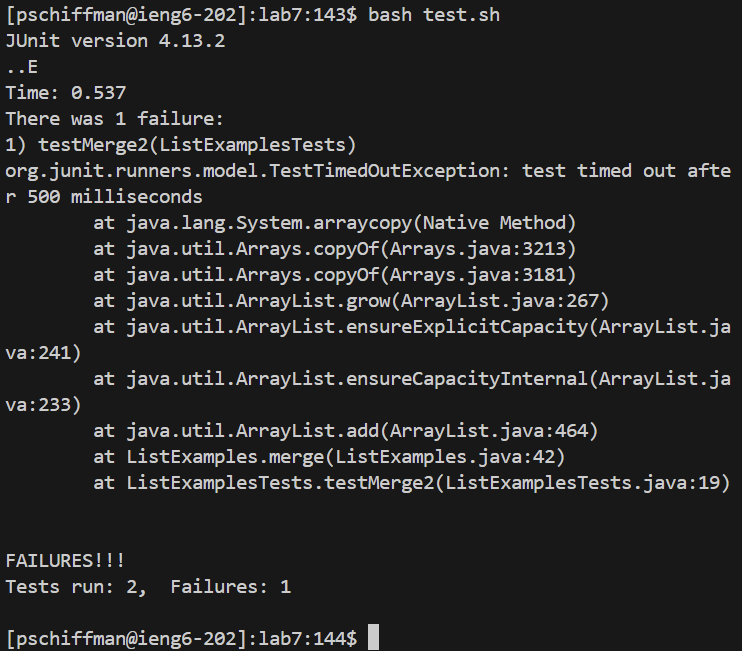 [pschiffman@ieng6-202]:lab7:143$ bash test.sh
JUnit version 4.13.2
..E
Time: 0.537
There was 1 failure:
1) testMerge2(ListExamplesTests)
org.junit.runners.model.TestTimedOutException: test timed out afte
r 500 milliseconds
        at java.lang.System.arraycopy(Native Method)
        at java.util.Arrays.copyOf(Arrays.java:3213)
        at java.util.Arrays.copyOf(Arrays.java:3181)
        at java.util.ArrayList.grow(ArrayList.java:267)
        at java.util.ArrayList.ensureExplicitCapacity(ArrayList.ja
va:241)
        at java.util.ArrayList.ensureCapacityInternal(ArrayList.ja
va:233)
        at java.util.ArrayList.add(ArrayList.java:464)
        at ListExamples.merge(ListExamples.java:42)
        at ListExamplesTests.testMerge2(ListExamplesTests.java:19)
FAILURES!!!
Tests run: 2,  Failures: 1
[pschiffman@ieng6-202]:lab7:144$